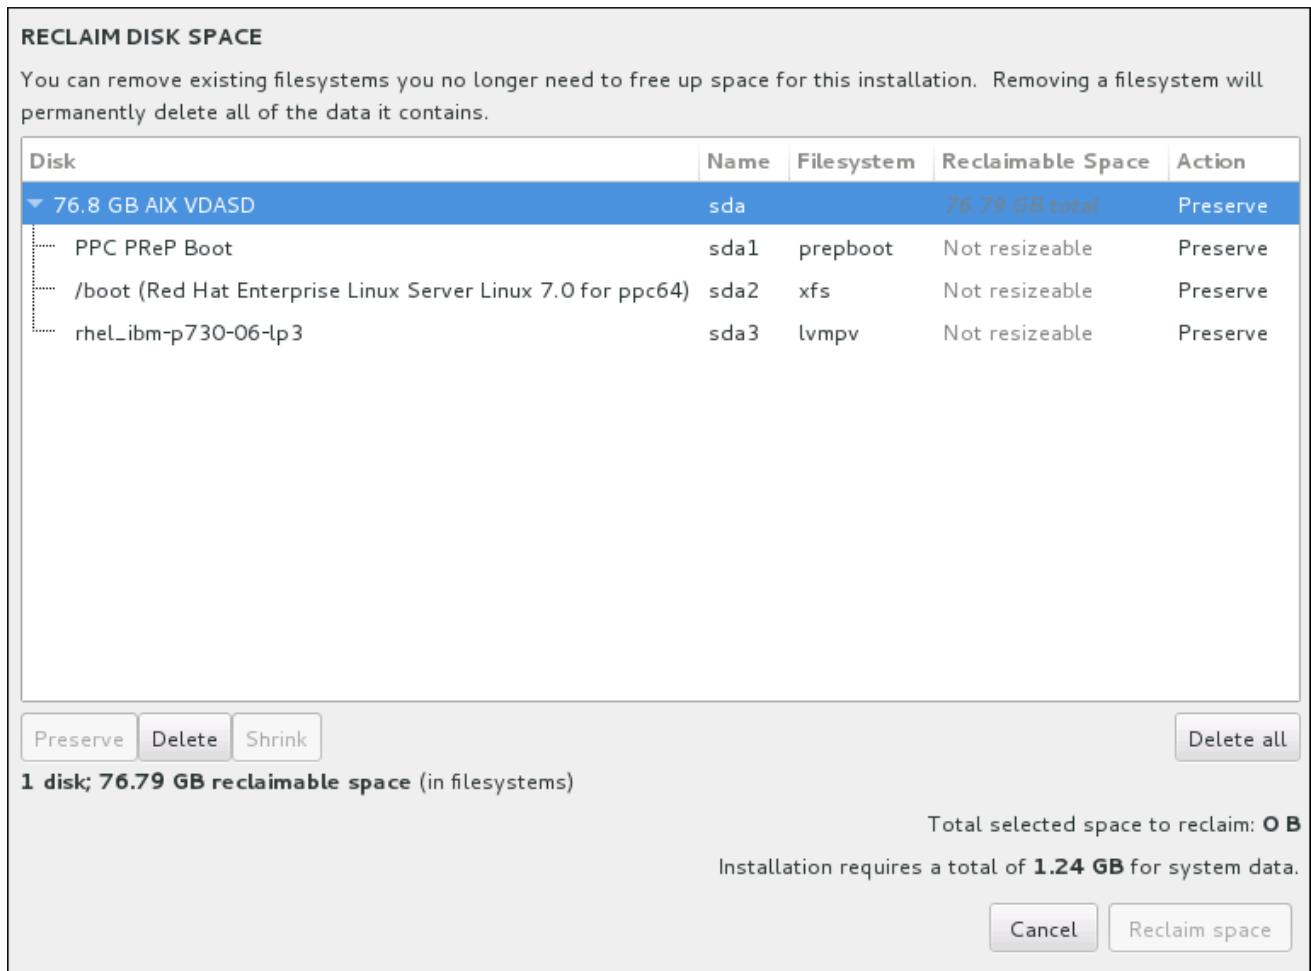 RECLAIM DISK SPACE
You can remove existing filesystems you no longer need to free up space for this installation.  Removing a filesystem will
permanently delete all of the data it contains.
Disk Name Filesystem Reclaimable Space Action
76.8 GB AIX VDASD sda 76.79 GB total Preserve
PPC PReP Boot sda1 prepboot Not resizeable Preserve
/boot (Red Hat Enterprise Linux Server Linux 7.0 for ppc64) sda2 xfs Not resizeable Preserve
rhel_ibm-p730-06-lp3 sda3 lvmpv Not resizeable Preserve
Preserve Delete Shrink Delete all
1 disk; 76.79 GB reclaimable space (in filesystems)
Total selected space to reclaim: 0 B
Installation requires a total of 1.24 GB for system data.
Cancel Reclaim space